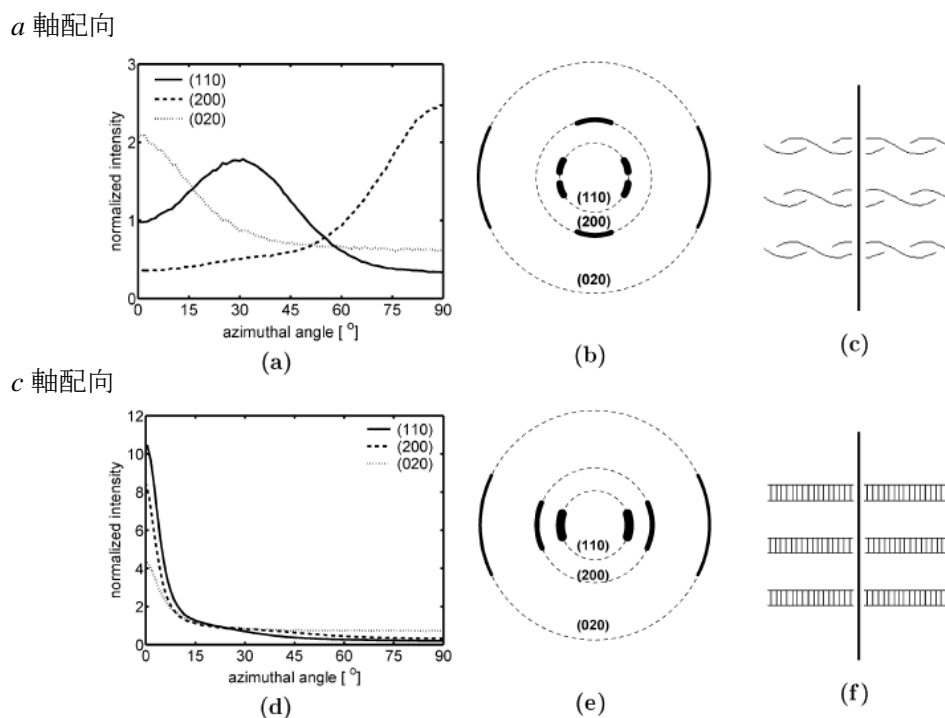 a 軸配向
3
2
1
0
normalized intensity
(110)
(200)
(020)
0 15 30 45 60 75 90
azimuthal angle [ °]
(a)
(110)
(200)
(020)
(b)
(c)
c 軸配向
12
10
8
6
4
2
0
normalized intensity
(110)
(200)
(020)
0 15 30 45 60 75 90
azimuthal angle [ °]
(d)
(110)
(200)
(020)
(e)
(f)